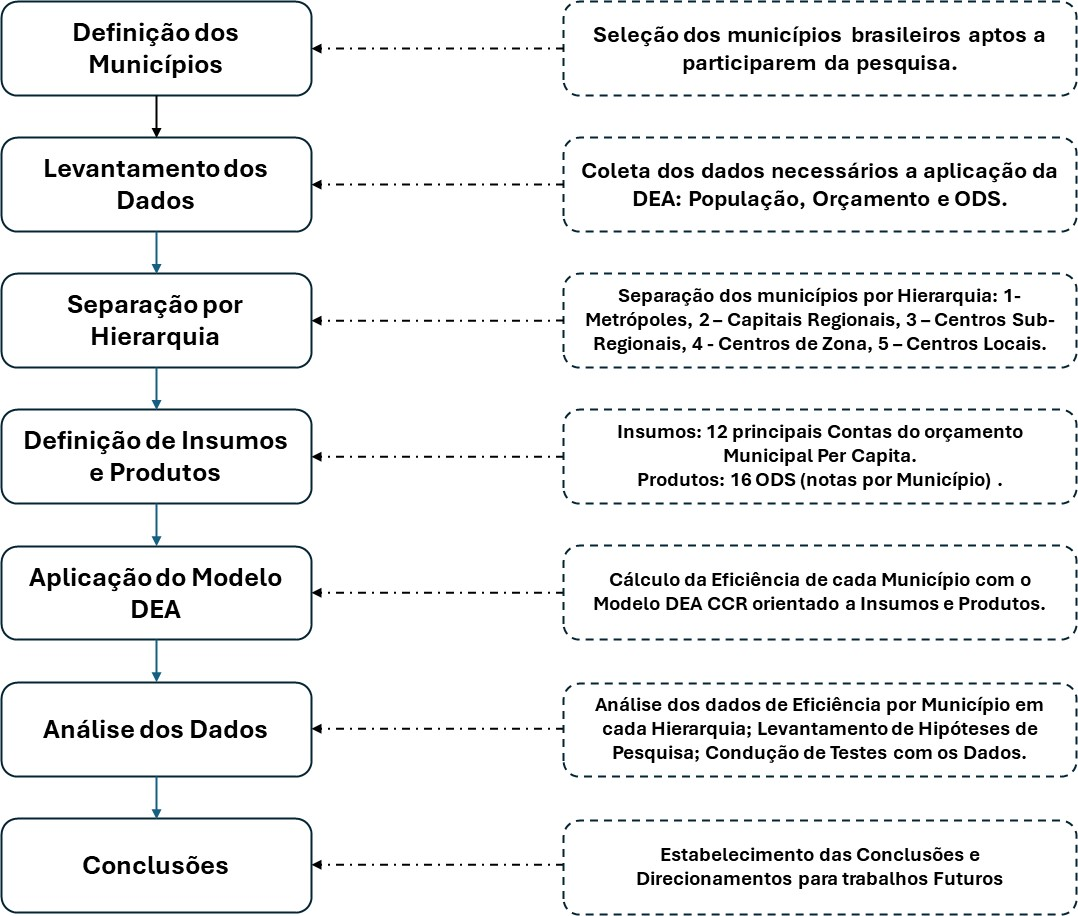 Definição dos
Municípios
Seleção dos municípios brasileiros aptos a
participarem da pesquisa.
Levantamento dos
Dados
Coleta dos dados necessários a aplicação da
DEA: População, Orçamento e ODS.
Separação por
Hierarquia
Separação dos municípios por Hierarquia: 1-
Metrópoles, 2 – Capitais Regionais, 3 – Centros Sub-
Regionais, 4 - Centros de Zona, 5 – Centros Locais.
Definição de Insumos
e Produtos
Insumos: 12 principais Contas do orçamento
Municipal Per Capita.
Produtos: 16 ODS (notas por Município) .
Aplicação do Modelo
DEA
Cálculo da Eficiência de cada Município com o
Modelo DEA CCR orientado a Insumos e Produtos.
Análise dos Dados
Análise dos dados de Eficiência por Município em
cada Hierarquia; Levantamento de Hipóteses de
Pesquisa; Condução de Testes com os Dados.
Conclusões
Estabelecimento das Conclusões e
Direcionamentos para trabalhos Futuros